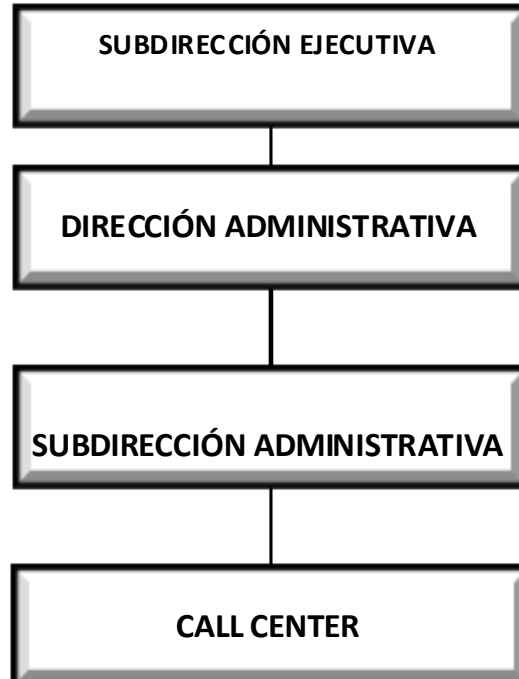 SUBDIRECCIÓN EJECUTIVA
DIRECCIÓN ADMINISTRATIVA
SUBDIRECCIÓN ADMINISTRATIVA
CALL CENTER